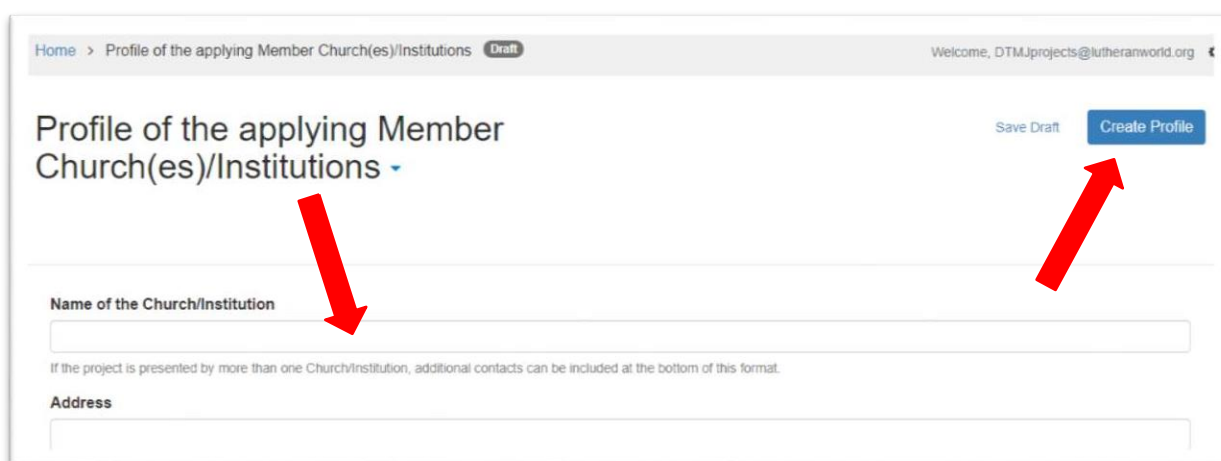 Home > Profile of the applying Member Church(es)/Institutions Draft
Welcome, DTMJprojects@lutheranworld.org
Profile of the applying Member
Church(es)/Institutions
Save Draft
Create Profile
Name of the Church/Institution
If the project is presented by more than one Church/Institution, additional contacts can be included at the bottom of this format.
Address